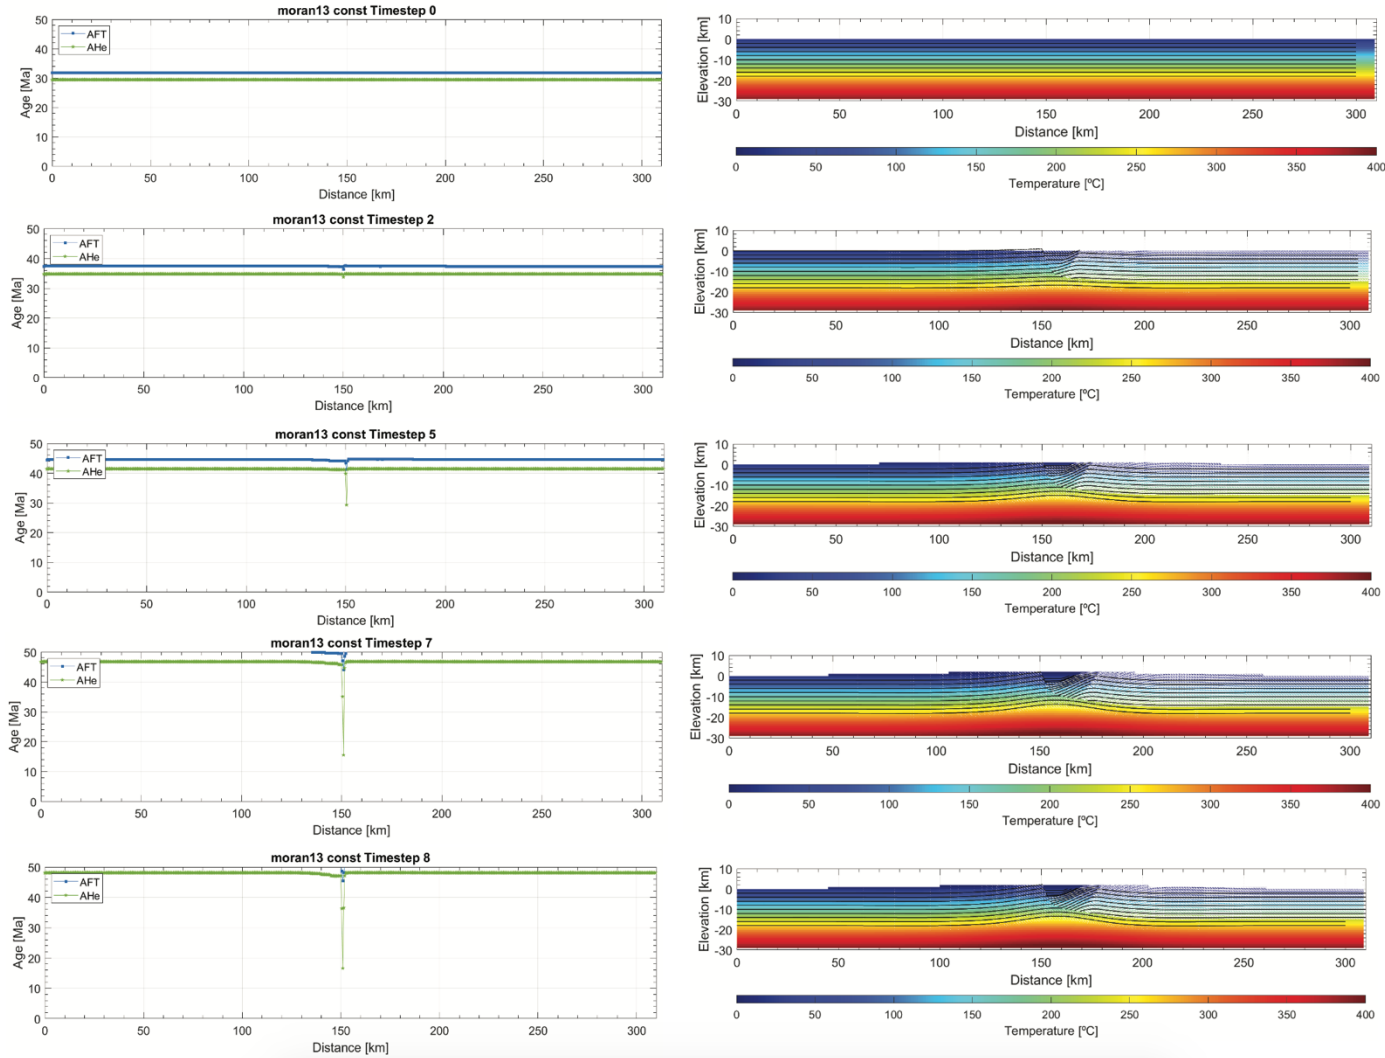 moran13 const Timestep 0
AFT
AHe
Age [Ma]
50
40
30
20
10
0
0 50 100 150 200 250 300
Distance [km]
Elevation [km]
10
0
-10
-20
-30
0 50 100 150 200 250 300
Distance [km]
0 50 100 150 200 250 300 350 400
Temperature [ºC]
moran13 const Timestep 2
AFT
AHe
Age [Ma]
50
40
30
20
10
0
0 50 100 150 200 250 300
Distance [km]
Elevation [km]
10
0
-10
-20
-30
0 50 100 150 200 250 300
Distance [km]
0 50 100 150 200 250 300 350 400
Temperature [ºC]
moran13 const Timestep 5
AFT
AHe
Age [Ma]
50
40
30
20
10
0
0 50 100 150 200 250 300
Distance [km]
Elevation [km]
10
0
-10
-20
-30
0 50 100 150 200 250 300
Distance [km]
0 50 100 150 200 250 300 350 400
Temperature [ºC]
moran13 const Timestep 7
AFT
AHe
Age [Ma]
50
40
30
20
10
0
0 50 100 150 200 250 300
Distance [km]
Elevation [km]
10
0
-10
-20
-30
0 50 100 150 200 250 300
Distance [km]
0 50 100 150 200 250 300 350 400
Temperature [ºC]
moran13 const Timestep 8
AFT
AHe
Age [Ma]
50
40
30
20
10
0
0 50 100 150 200 250 300
Distance [km]
Elevation [km]
10
0
-10
-20
-30
0 50 100 150 200 250 300
Distance [km]
0 50 100 150 200 250 300 350 400
Temperature [ºC]